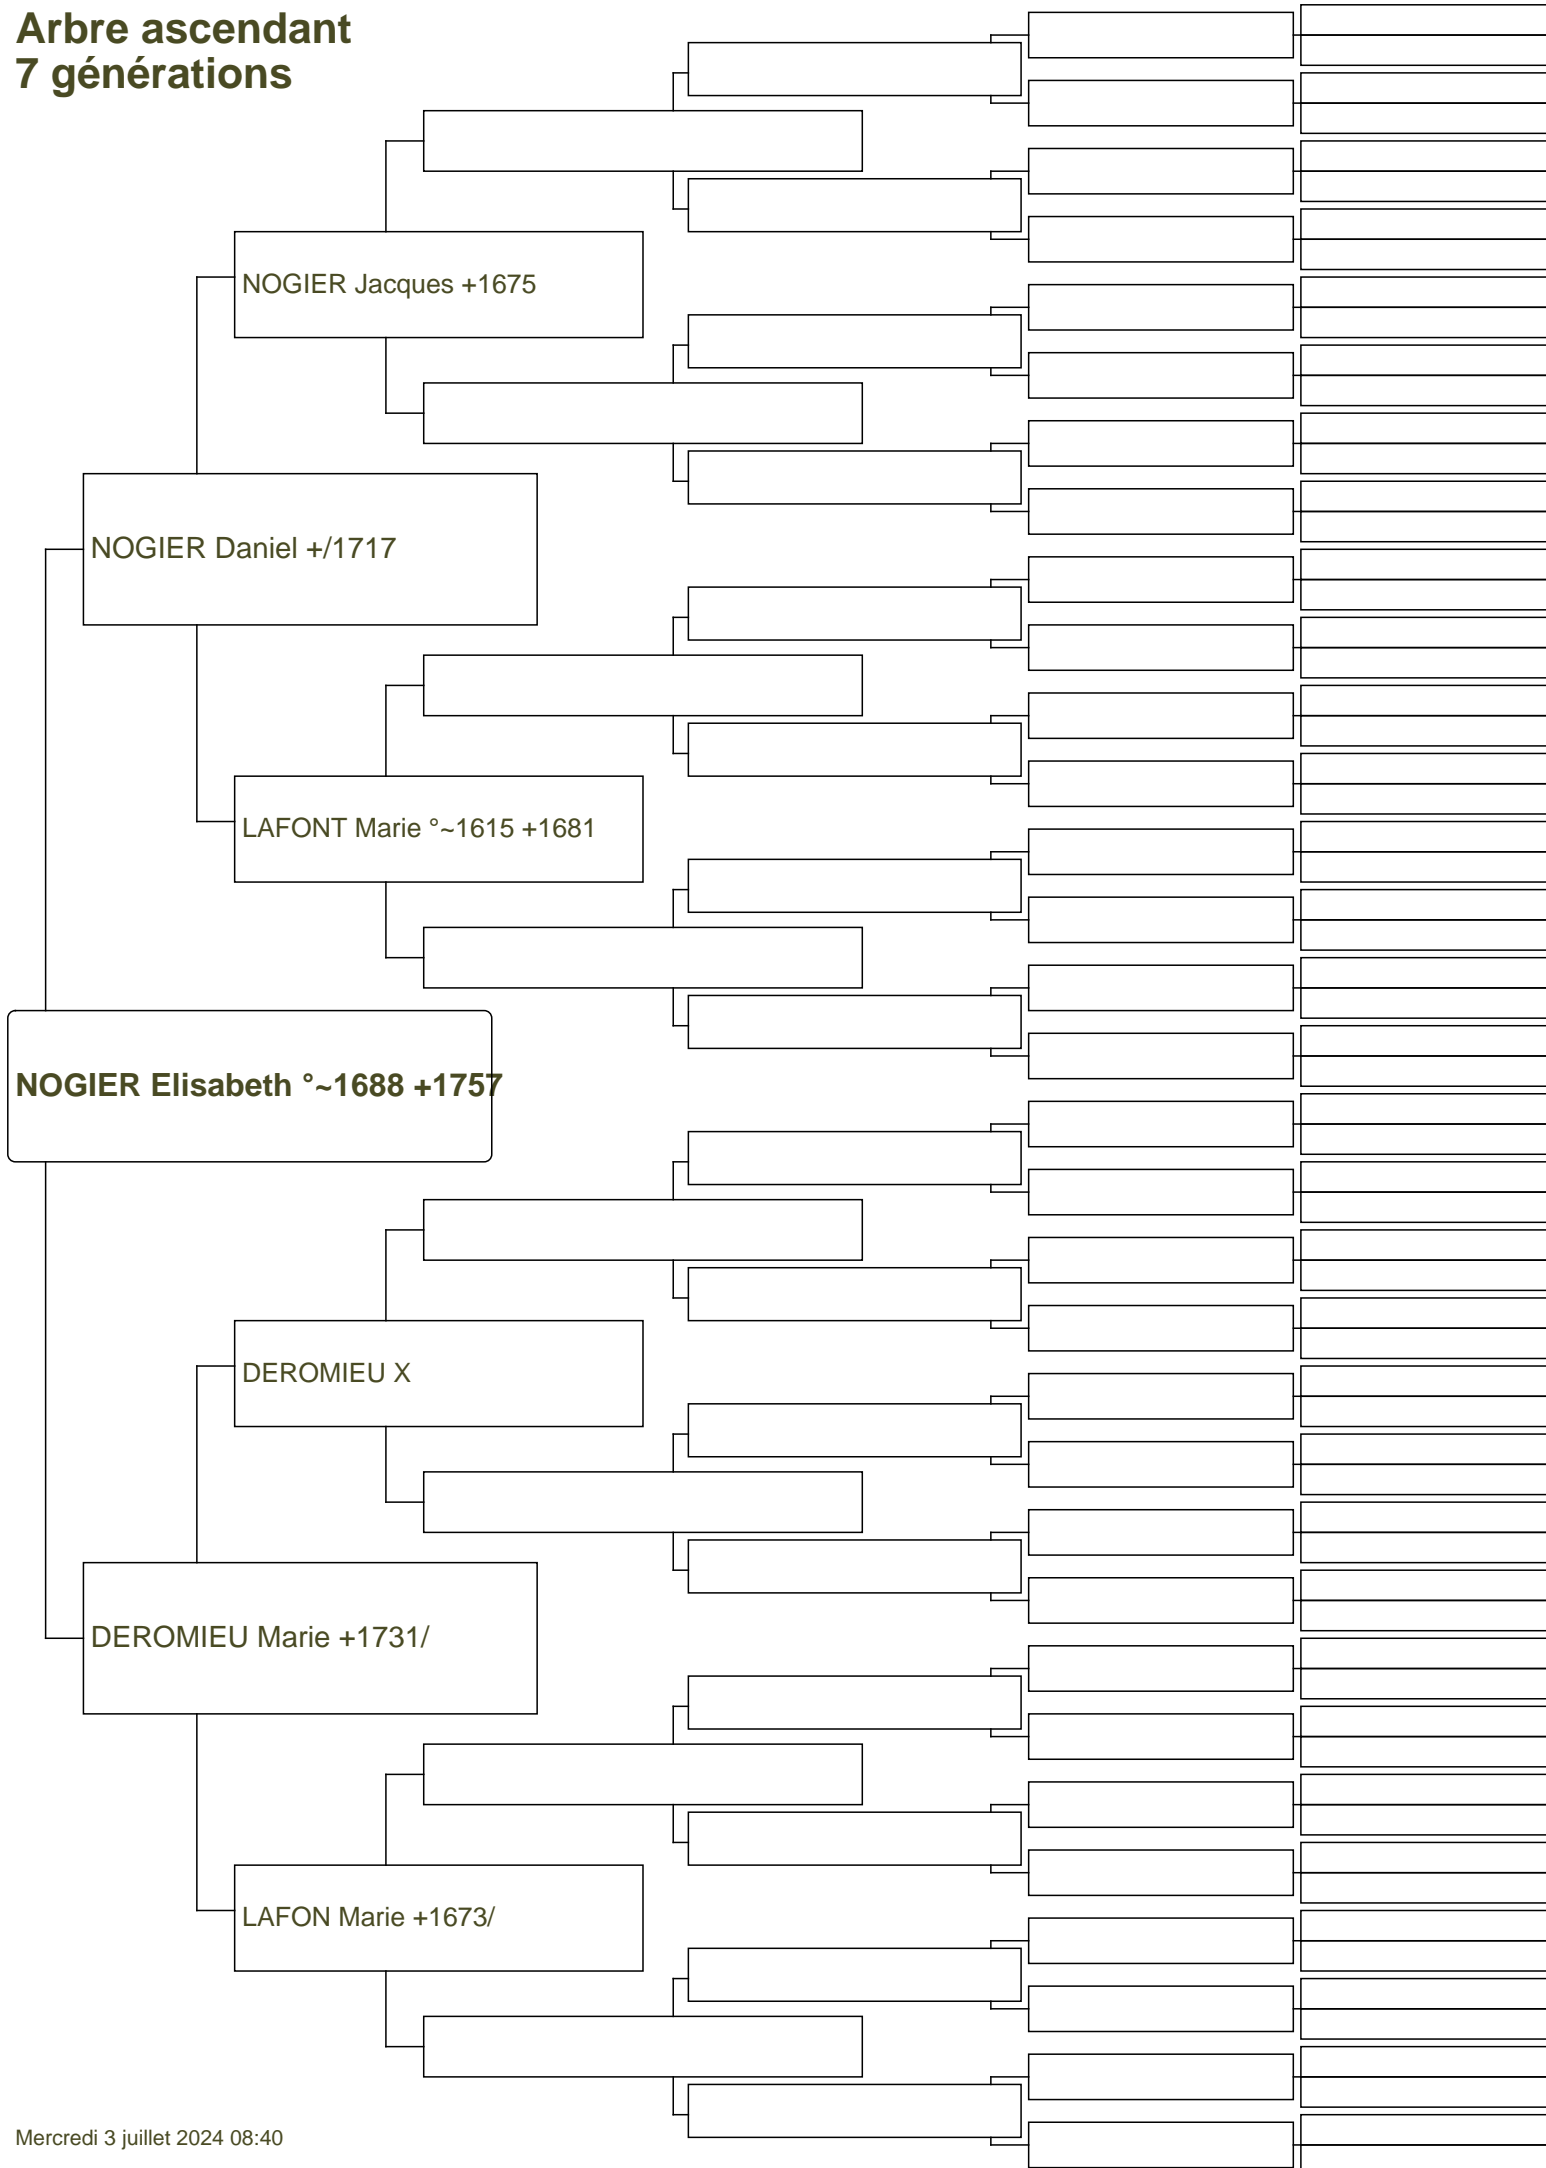 Arbre ascendant
7 générations
NOGIER Jacques +1675
NOGIER Daniel +/1717
LAFONT Marie °~1615 +1681
NOGIER Elisabeth °~1688 +1757
DEROMIEU X
DEROMIEU Marie +1731/
LAFON Marie +1673/
Mercredi 3 juillet 2024 08:40